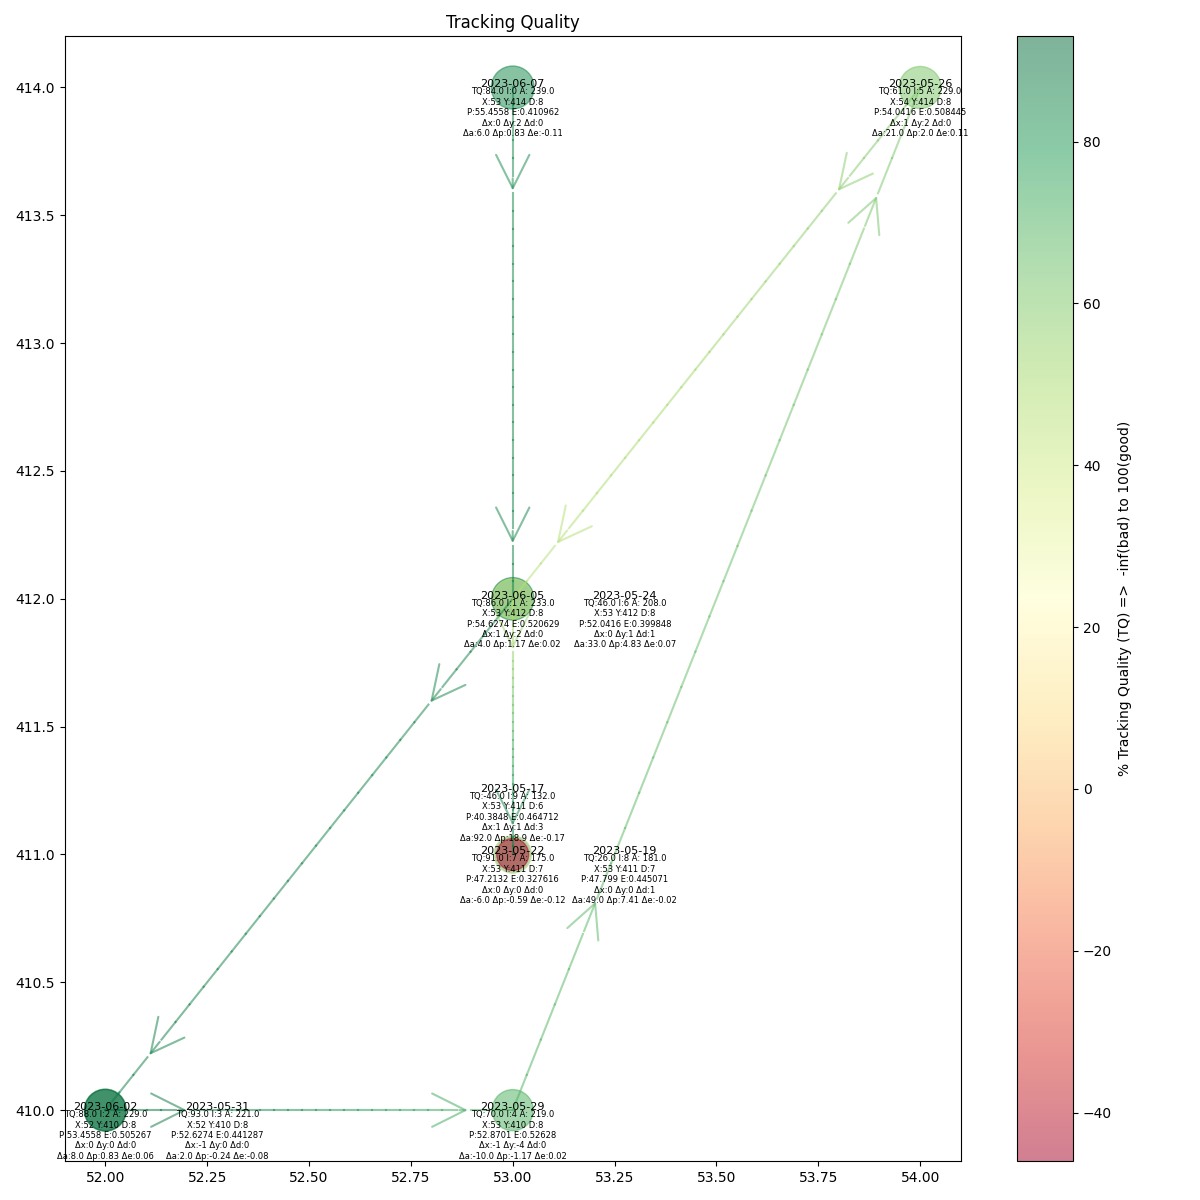 Tracking Quality
2023-06-07
TQ:84.0 I:0 A: 239.0
X:53 Y:414 D:8
P:55.4558 E:0.410962
Δx:0 Δy:2 Δd:0
Δa:6.0 Δp:0.83 Δe:-0.11
2023-05-26
TQ:61.0 I:5 A: 229.0
X:54 Y:414 D:8
P:54.0416 E:0.508445
Δx:1 Δy:2 Δd:0
Δa:21.0 Δp:2.0 Δe:0.11
2023-06-05
TQ:86.0 I:1 A: 233.0
X:53 Y:412 D:8
P:54.6274 E:0.520629
Δx:1 Δy:2 Δd:0
Δa:4.0 Δp:1.17 Δe:0.02
2023-05-24
TQ:46.0 I:6 A: 208.0
X:53 Y:412 D:8
P:52.0416 E:0.399848
Δx:0 Δy:1 Δd:1
Δa:33.0 Δp:4.83 Δe:0.07
2023-05-17
TQ:-46.0 I:9 A: 132.0
X:53 Y:411 D:6
P:40.3848 E:0.464712
Δx:1 Δy:1 Δd:3
Δa:92.0 Δp:18.9 Δe:-0.17
2023-05-22
TQ:91.0 I:7 A: 175.0
X:53 Y:411 D:7
P:47.2132 E:0.327616
Δx:0 Δy:0 Δd:0
Δa:-6.0 Δp:-0.59 Δe:-0.12
2023-05-19
TQ:26.0 I:8 A: 181.0
X:53 Y:411 D:7
P:47.799 E:0.445071
Δx:0 Δy:0 Δd:1
Δa:49.0 Δp:7.41 Δe:-0.02
2023-06-02
TQ:88.0 I:2 A: 229.0
X:52 Y:410 D:8
P:53.4558 E:0.505267
Δx:0 Δy:0 Δd:0
Δa:8.0 Δp:0.83 Δe:0.06
2023-05-31
TQ:93.0 I:3 A: 221.0
X:52 Y:410 D:8
P:52.6274 E:0.441287
Δx:-1 Δy:0 Δd:0
Δa:2.0 Δp:-0.24 Δe:-0.08
2023-05-29
TQ:70.0 I:4 A: 219.0
X:53 Y:410 D:8
P:52.8701 E:0.52628
Δx:-1 Δy:-4 Δd:0
Δa:-10.0 Δp:-1.17 Δe:0.02
414.0
413.5
413.0
412.5
412.0
411.5
411.0
410.5
410.0
52.00 52.25 52.50 52.75 53.00 53.25 53.50 53.75 54.00
80
60
40
20
0
−20
−40
% Tracking Quality (TQ) => -inf(bad) to 100(good)